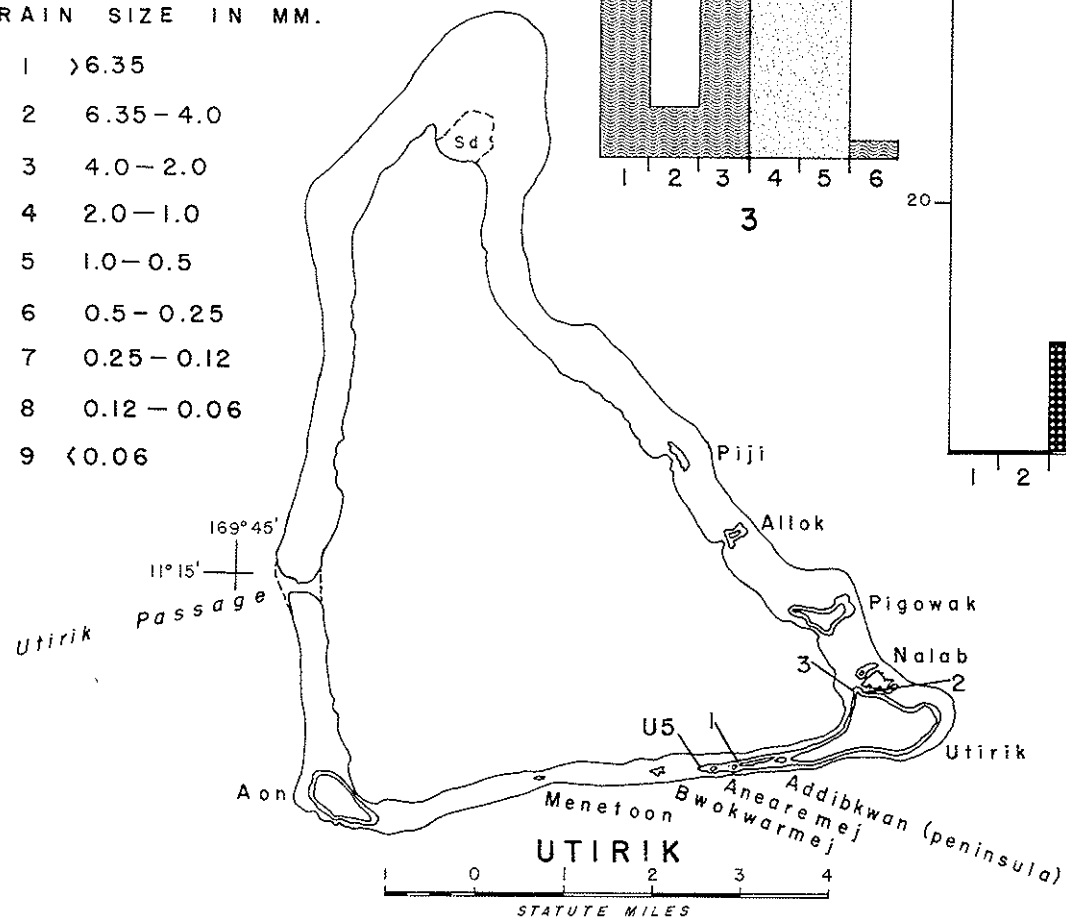 RAIN SIZE IN MM.
1 >6.35
2 6.35-4.0
3 4.0-2.0
4 2.0-1.0
5 1.0-0.5
6 0.5-0.25
7 0.25-0.12
8 0.12-0.06
9 <0.06
1 2 3 4 5 6
3
20
1 2
Sd
Piji
Allok
169°45'
11°15'
Utirik Passage
Pigowak
Nalab
3
2
U5
1
Utirik
Aon
Menetoon
Bwokwarmej
Anearemej
Addibkwan (peninsula)
UTIRIK
1 0 1 2 3 4
STATUTE MILES